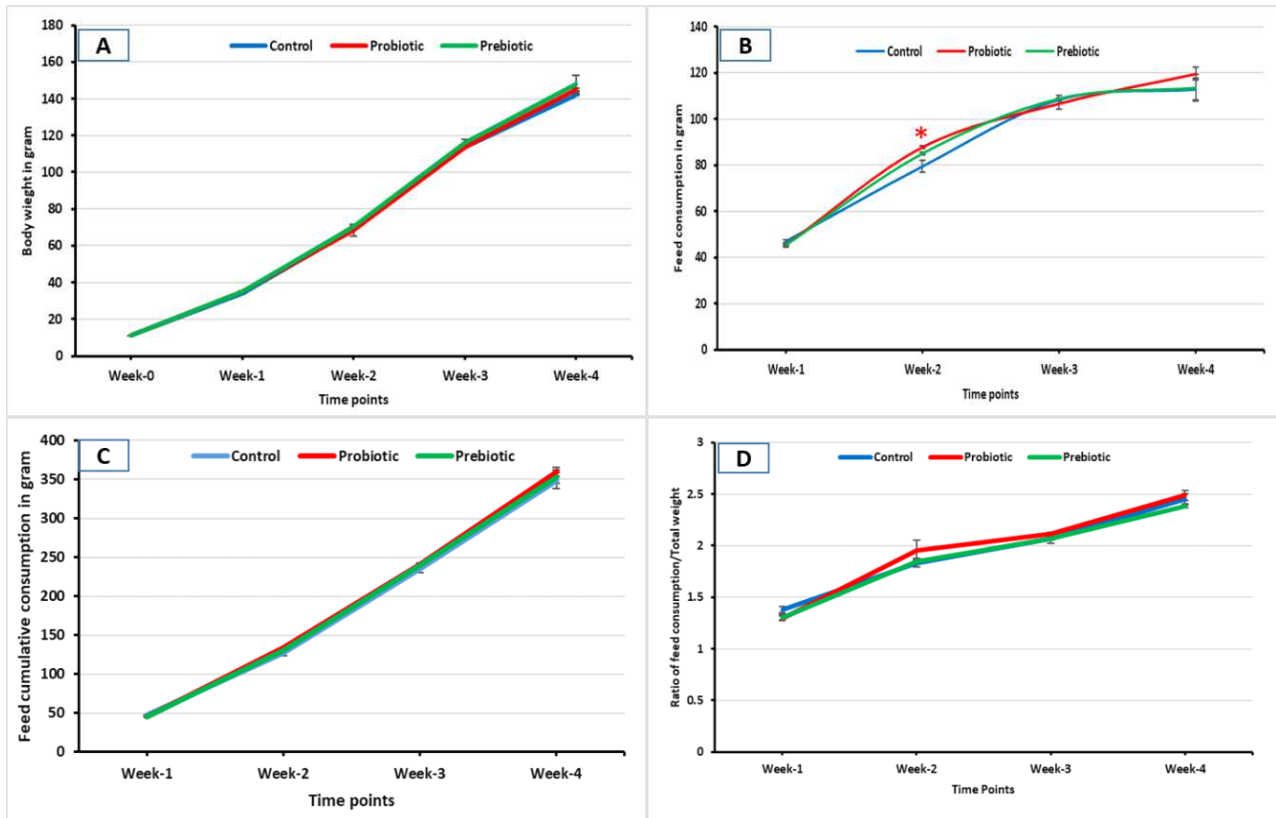 A
Control Probiotic Prebiotic
Body wieght in gram
180
160
140
120
100
80
60
40
20
0
Week-0 Week-1 Week-2 Week-3 Week-4
Time points
B
Control Probiotic Prebiotic
Feed consumption in gram
140
120
100
80
60
40
20
0
*
Week-1 Week-2 Week-3 Week-4
Time points
C
Control Probiotic Prebiotic
Feed cumulative consumption in gram
400
350
300
250
200
150
100
50
0
Week-1 Week-2 Week-3 Week-4
Time points
D
Control Probiotic Prebiotic
Ratio of feed consumption/Total weight
3
2.5
2
1.5
1
0.5
0
Week-1 Week-2 Week-3 Week-4
Time Points